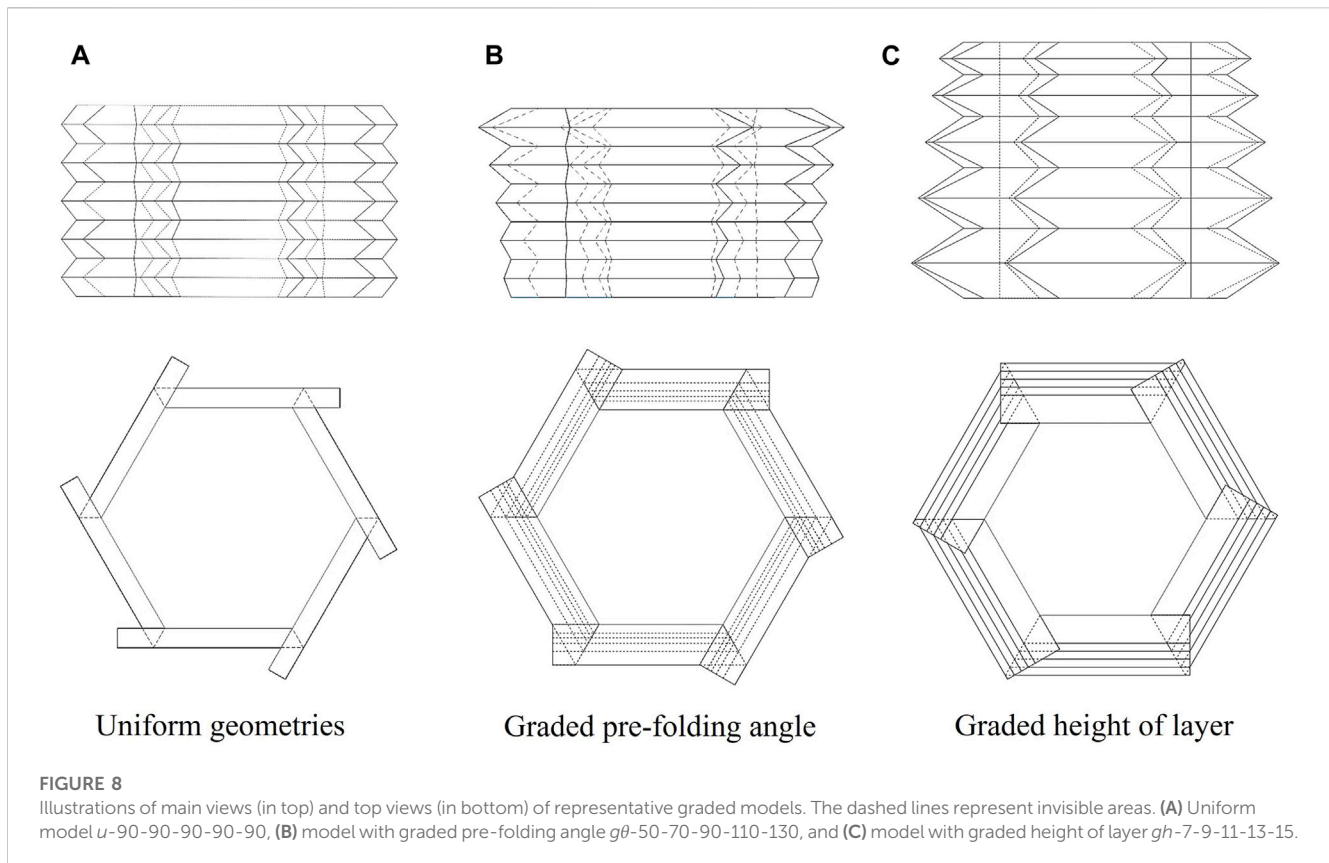 A
B
C
Uniform geometries
Graded pre-folding angle
Graded height of layer
FIGURE 8
Illustrations of main views (in top) and top views (in bottom) of representative graded models. The dashed lines represent invisible areas. (A) Uniform
model u-90-90-90-90-90, (B) model with graded pre-folding angle gθ-50-70-90-110-130, and (C) model with graded height of layer gh-7-9-11-13-15.